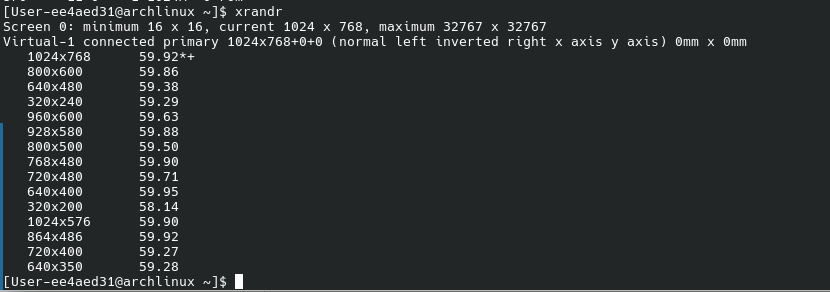 [User-ee4aed31@archlinux ~]$ xrandr
Screen 0: minimum 16 x 16, current 1024 x 768, maximum 32767 x 32767
Virtual-1 connected primary 1024x768+0+0 (normal left inverted right x axis y axis) 0mm x 0mm
   1024x768      59.92*+
   800x600       59.86
   640x480       59.38
   320x240       59.29
   960x600       59.63
   928x580       59.88
   800x500       59.50
   768x480       59.90
   720x480       59.71
   640x400       59.95
   320x200       58.14
   1024x576      59.90
   864x486       59.92
   720x400       59.27
   640x350       59.28
[User-ee4aed31@archlinux ~]$